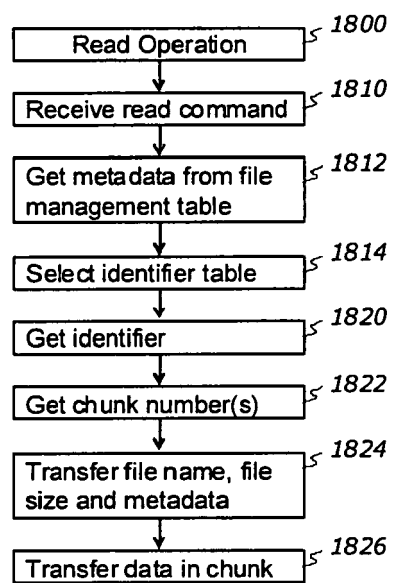 Read Operation
1800
Receive read command
1810
Get metadata from file
management table
1812
Select identifier table
1814
Get identifier
1820
Get chunk number(s)
1822
Transfer file name, file
size and metadata
1824
Transfer data in chunk
1826